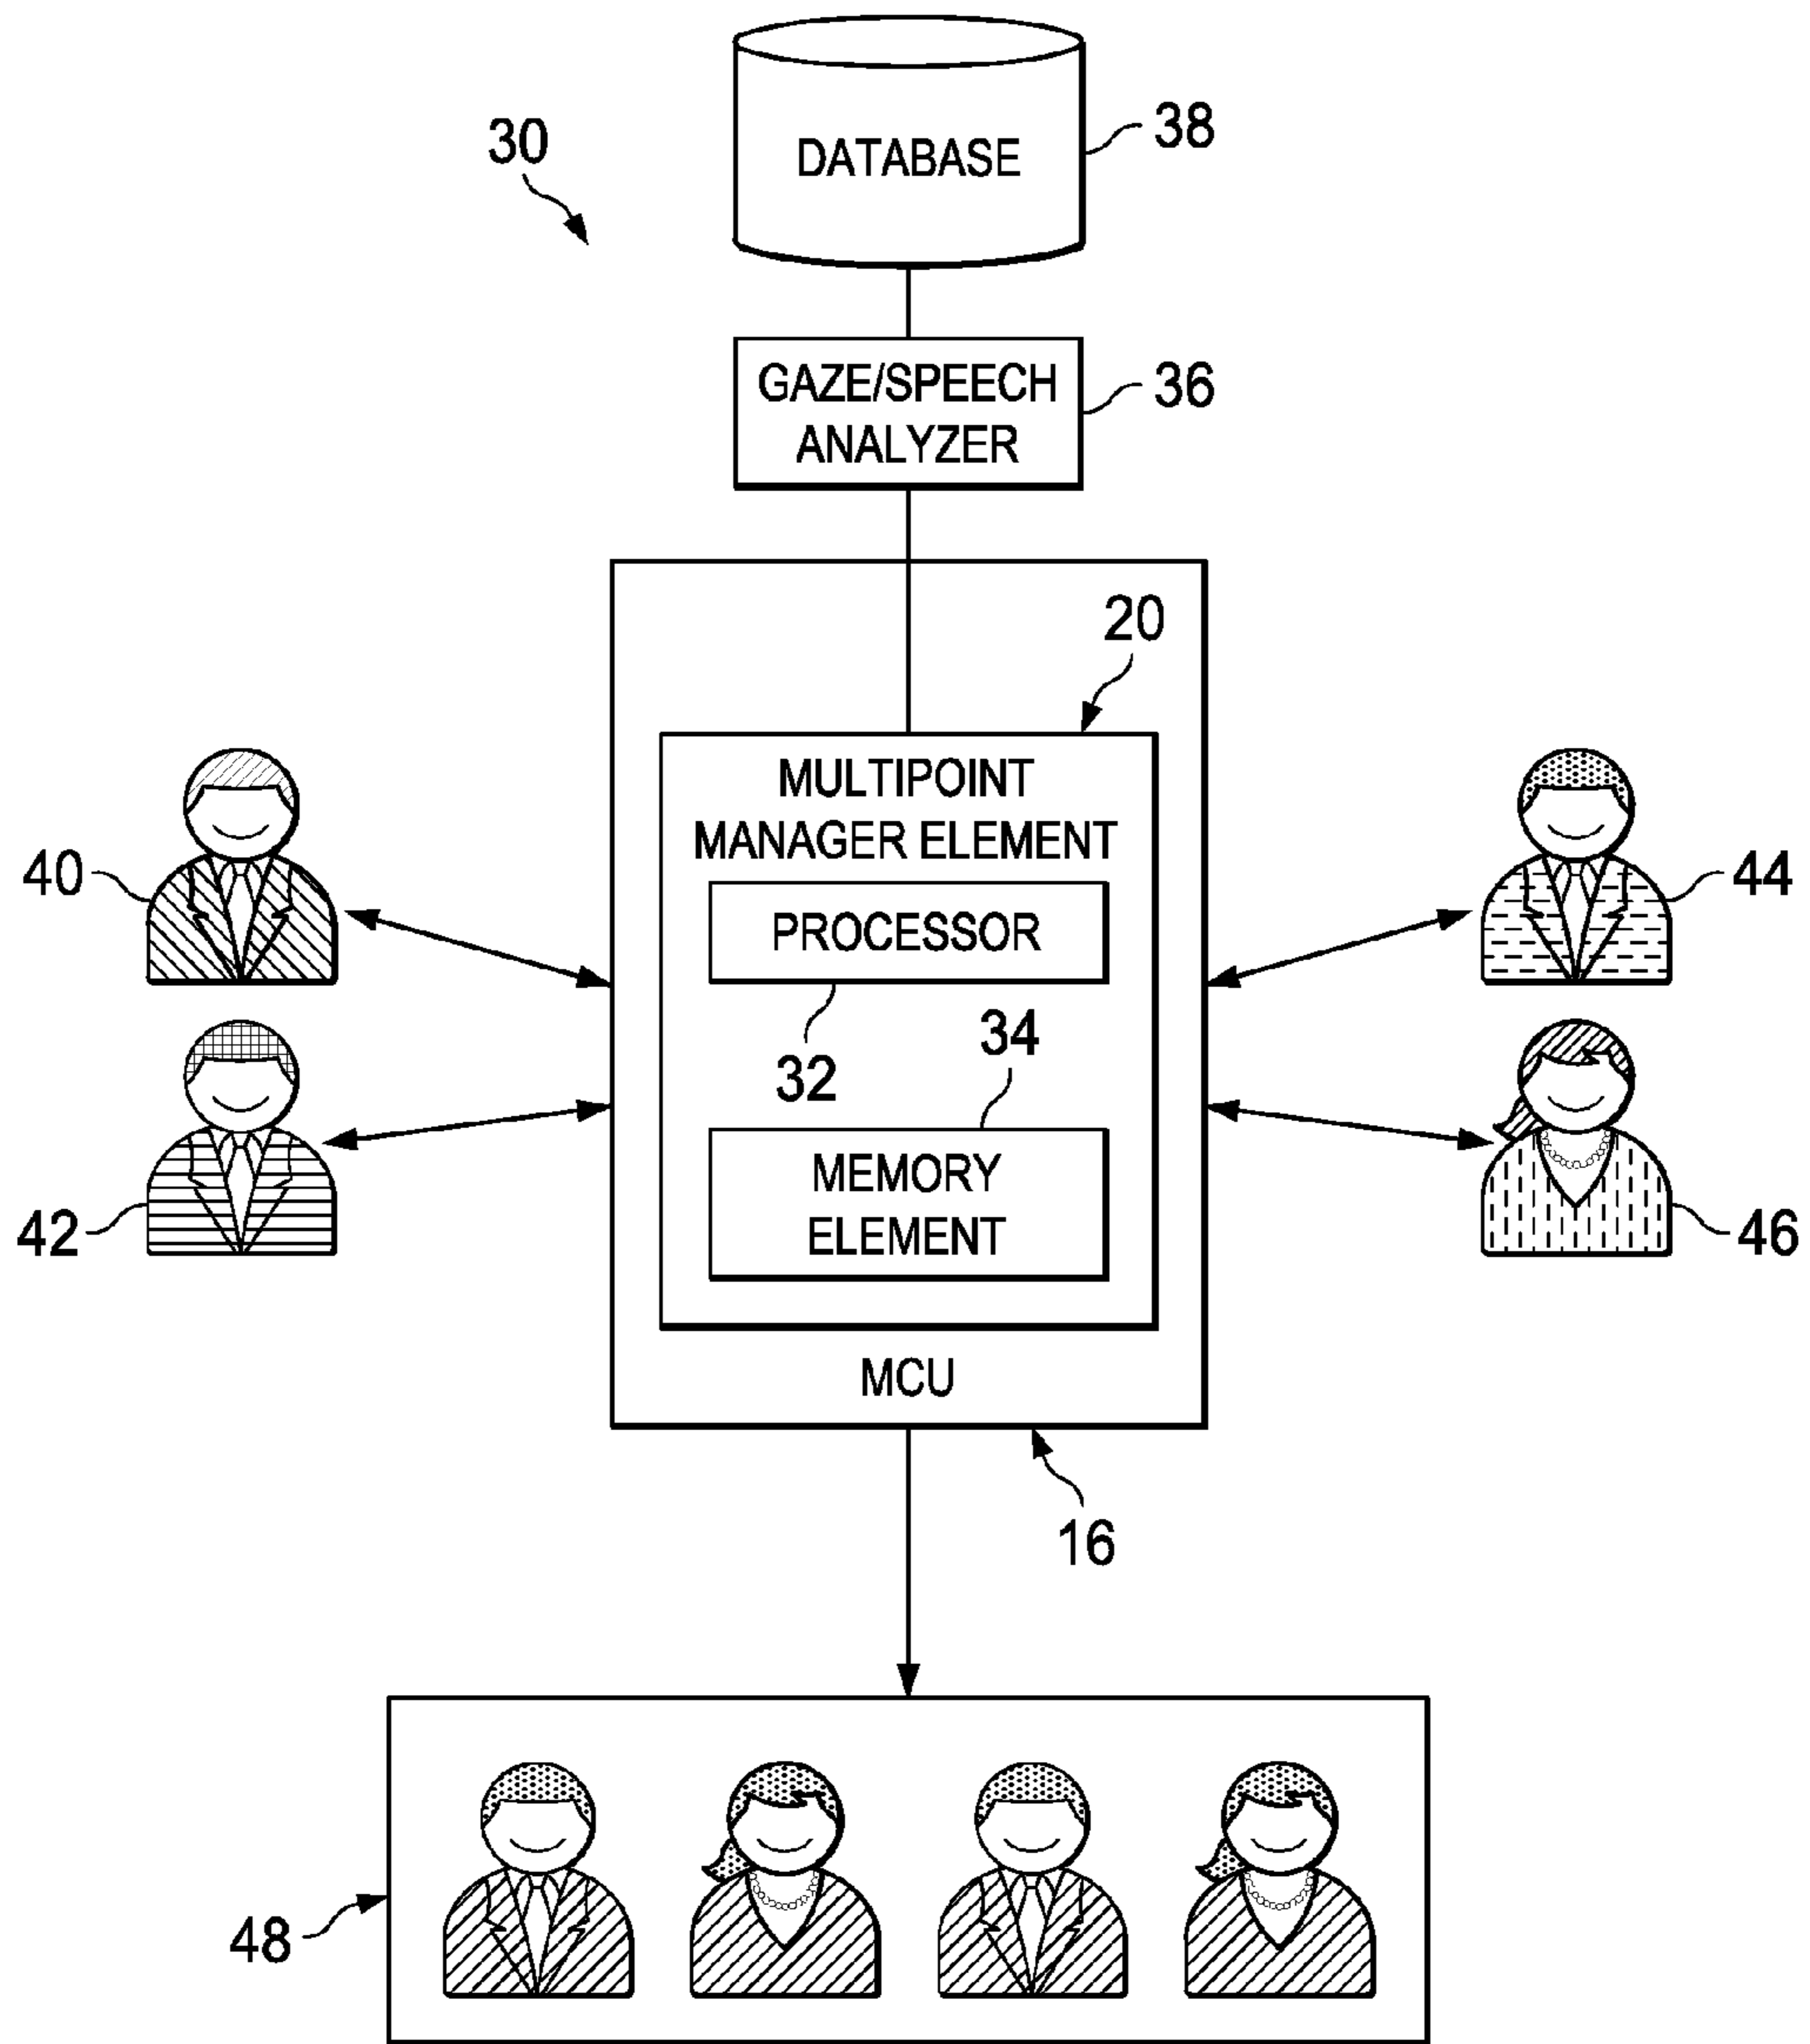 30
DATABASE
38
GAZE/SPEECH
ANALYZER
36
20
MULTIPOINT
MANAGER ELEMENT
40
PROCESSOR
44
32
34
MEMORY
ELEMENT
42
46
MCU
16
48